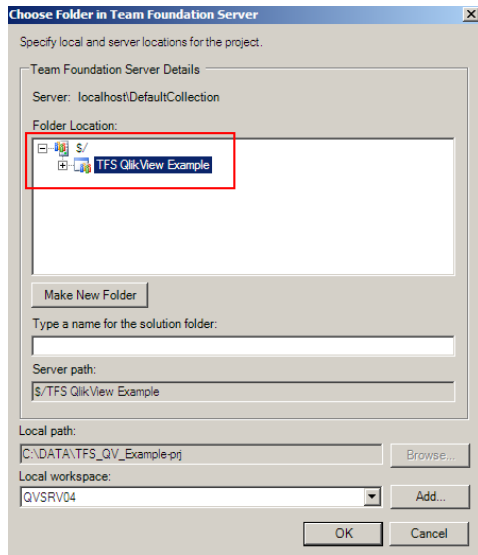 Choose Folder in Team Foundation Server
Specify local and server locations for the project.
Team Foundation Server Details
Server: localhost\DefaultCollection
Folder Location:
$/
TFS QlikView Example
Make New Folder
Type a name for the solution folder:
Server path:
$/TFS QlikView Example
Local path:
C:\DATA\TFS_QV_Example-prj
Browse...
Local workspace:
QVSRV04
Add...
OK Cancel